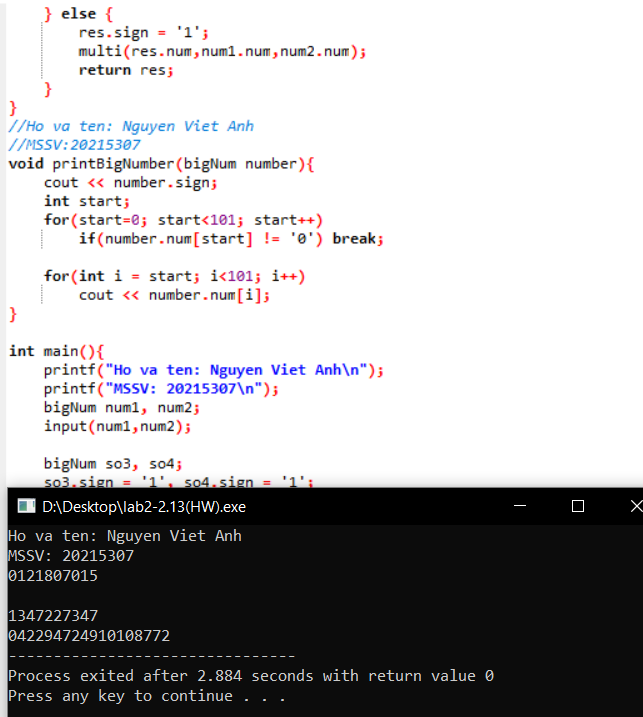 } else {
res.sign = '1';
multi(res.num,num1.num,num2.num);
return res;
}
}
//Ho va ten: Nguyen Viet Anh
//MSSV:20215307
void printBigNumber(bigNum number){
cout << number.sign;
int start;
for(start=0; start<101; start++)
if(number.num[start] != '0') break;
for(int i = start; i<101; i++)
cout << number.num[i];
}
int main(){
printf("Ho va ten: Nguyen Viet Anh\n");
printf("MSSV: 20215307\n");
bigNum num1, num2;
input(num1,num2);
bigNum so3, so4;
so3.sign = '1', so4.sign = '1';
D:\Desktop\lab2-2.13(HW).exe
Ho va ten: Nguyen Viet Anh
MSSV: 20215307
0121807015
1347227347
042294724910108772
--------------------------------
Process exited after 2.884 seconds with return value 0
Press any key to continue . . .